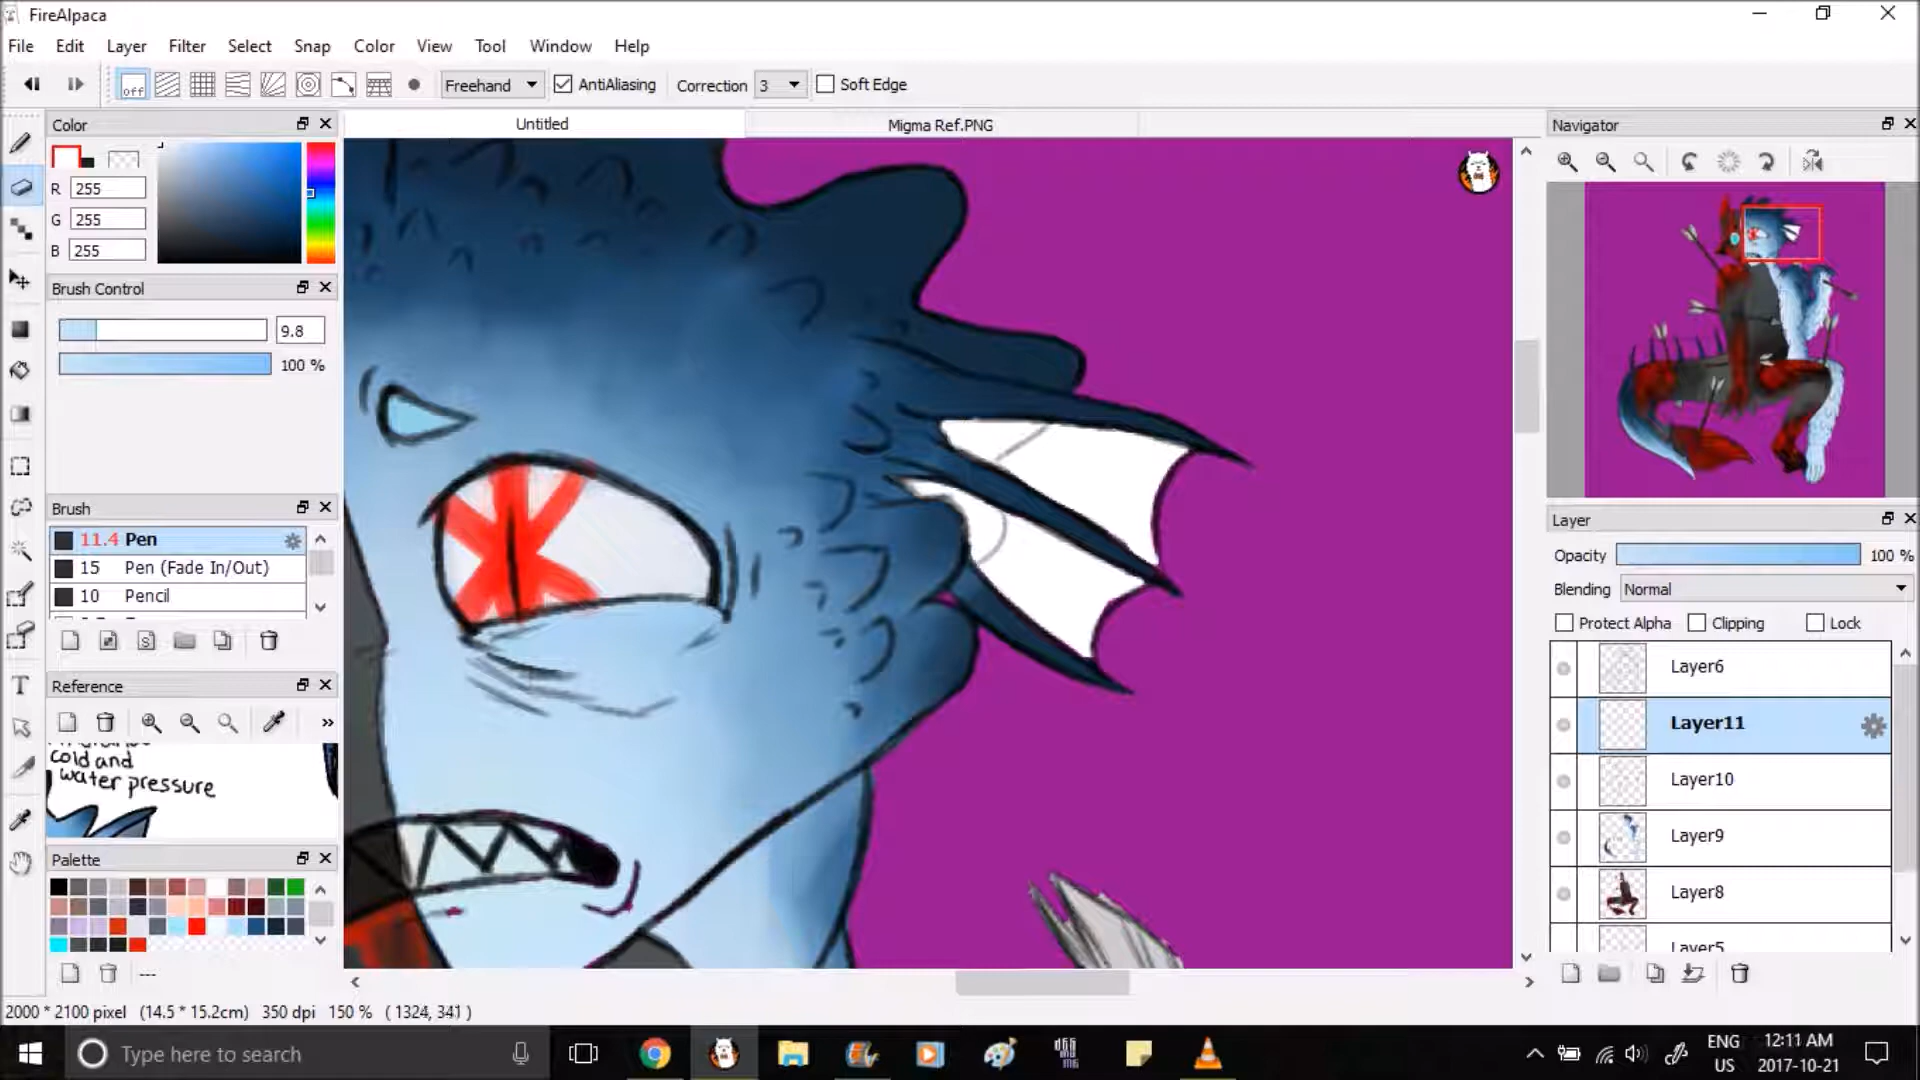 FireAlpaca
File Edit Layer Filter Select Snap Color View Tool Window Help
off Freehand AntiAliasing Correction 3 Soft Edge
Color
Untitled
Migma Ref.PNG
Navigator
R 255
G 255
B 255
Brush Control
9.8
100 %
Brush
11.4 Pen
15 Pen (Fade In/Out)
10 Pencil
Reference
»
cold and
water pressure
Palette
---
Layer
Opacity 100 %
Blending Normal
Protect Alpha Clipping Lock
Layer6
Layer11
Layer10
Layer9
Layer8
Layer5
2000 * 2100 pixel (14.5 * 15.2cm) 350 dpi 150 % ( 1324, 341 )
Type here to search
ENG
US
12:11 AM
2017-10-21